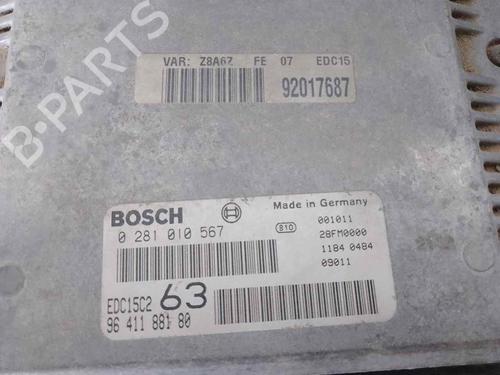 VAR: Z8A6Z FE 07 EDC15
92017687
BOSCH
Made in Germany
0 281 010 567
810
001011
28FM0000
1184 0484
09011
EDC15C2 63
96 411 881 80
B-PARTS